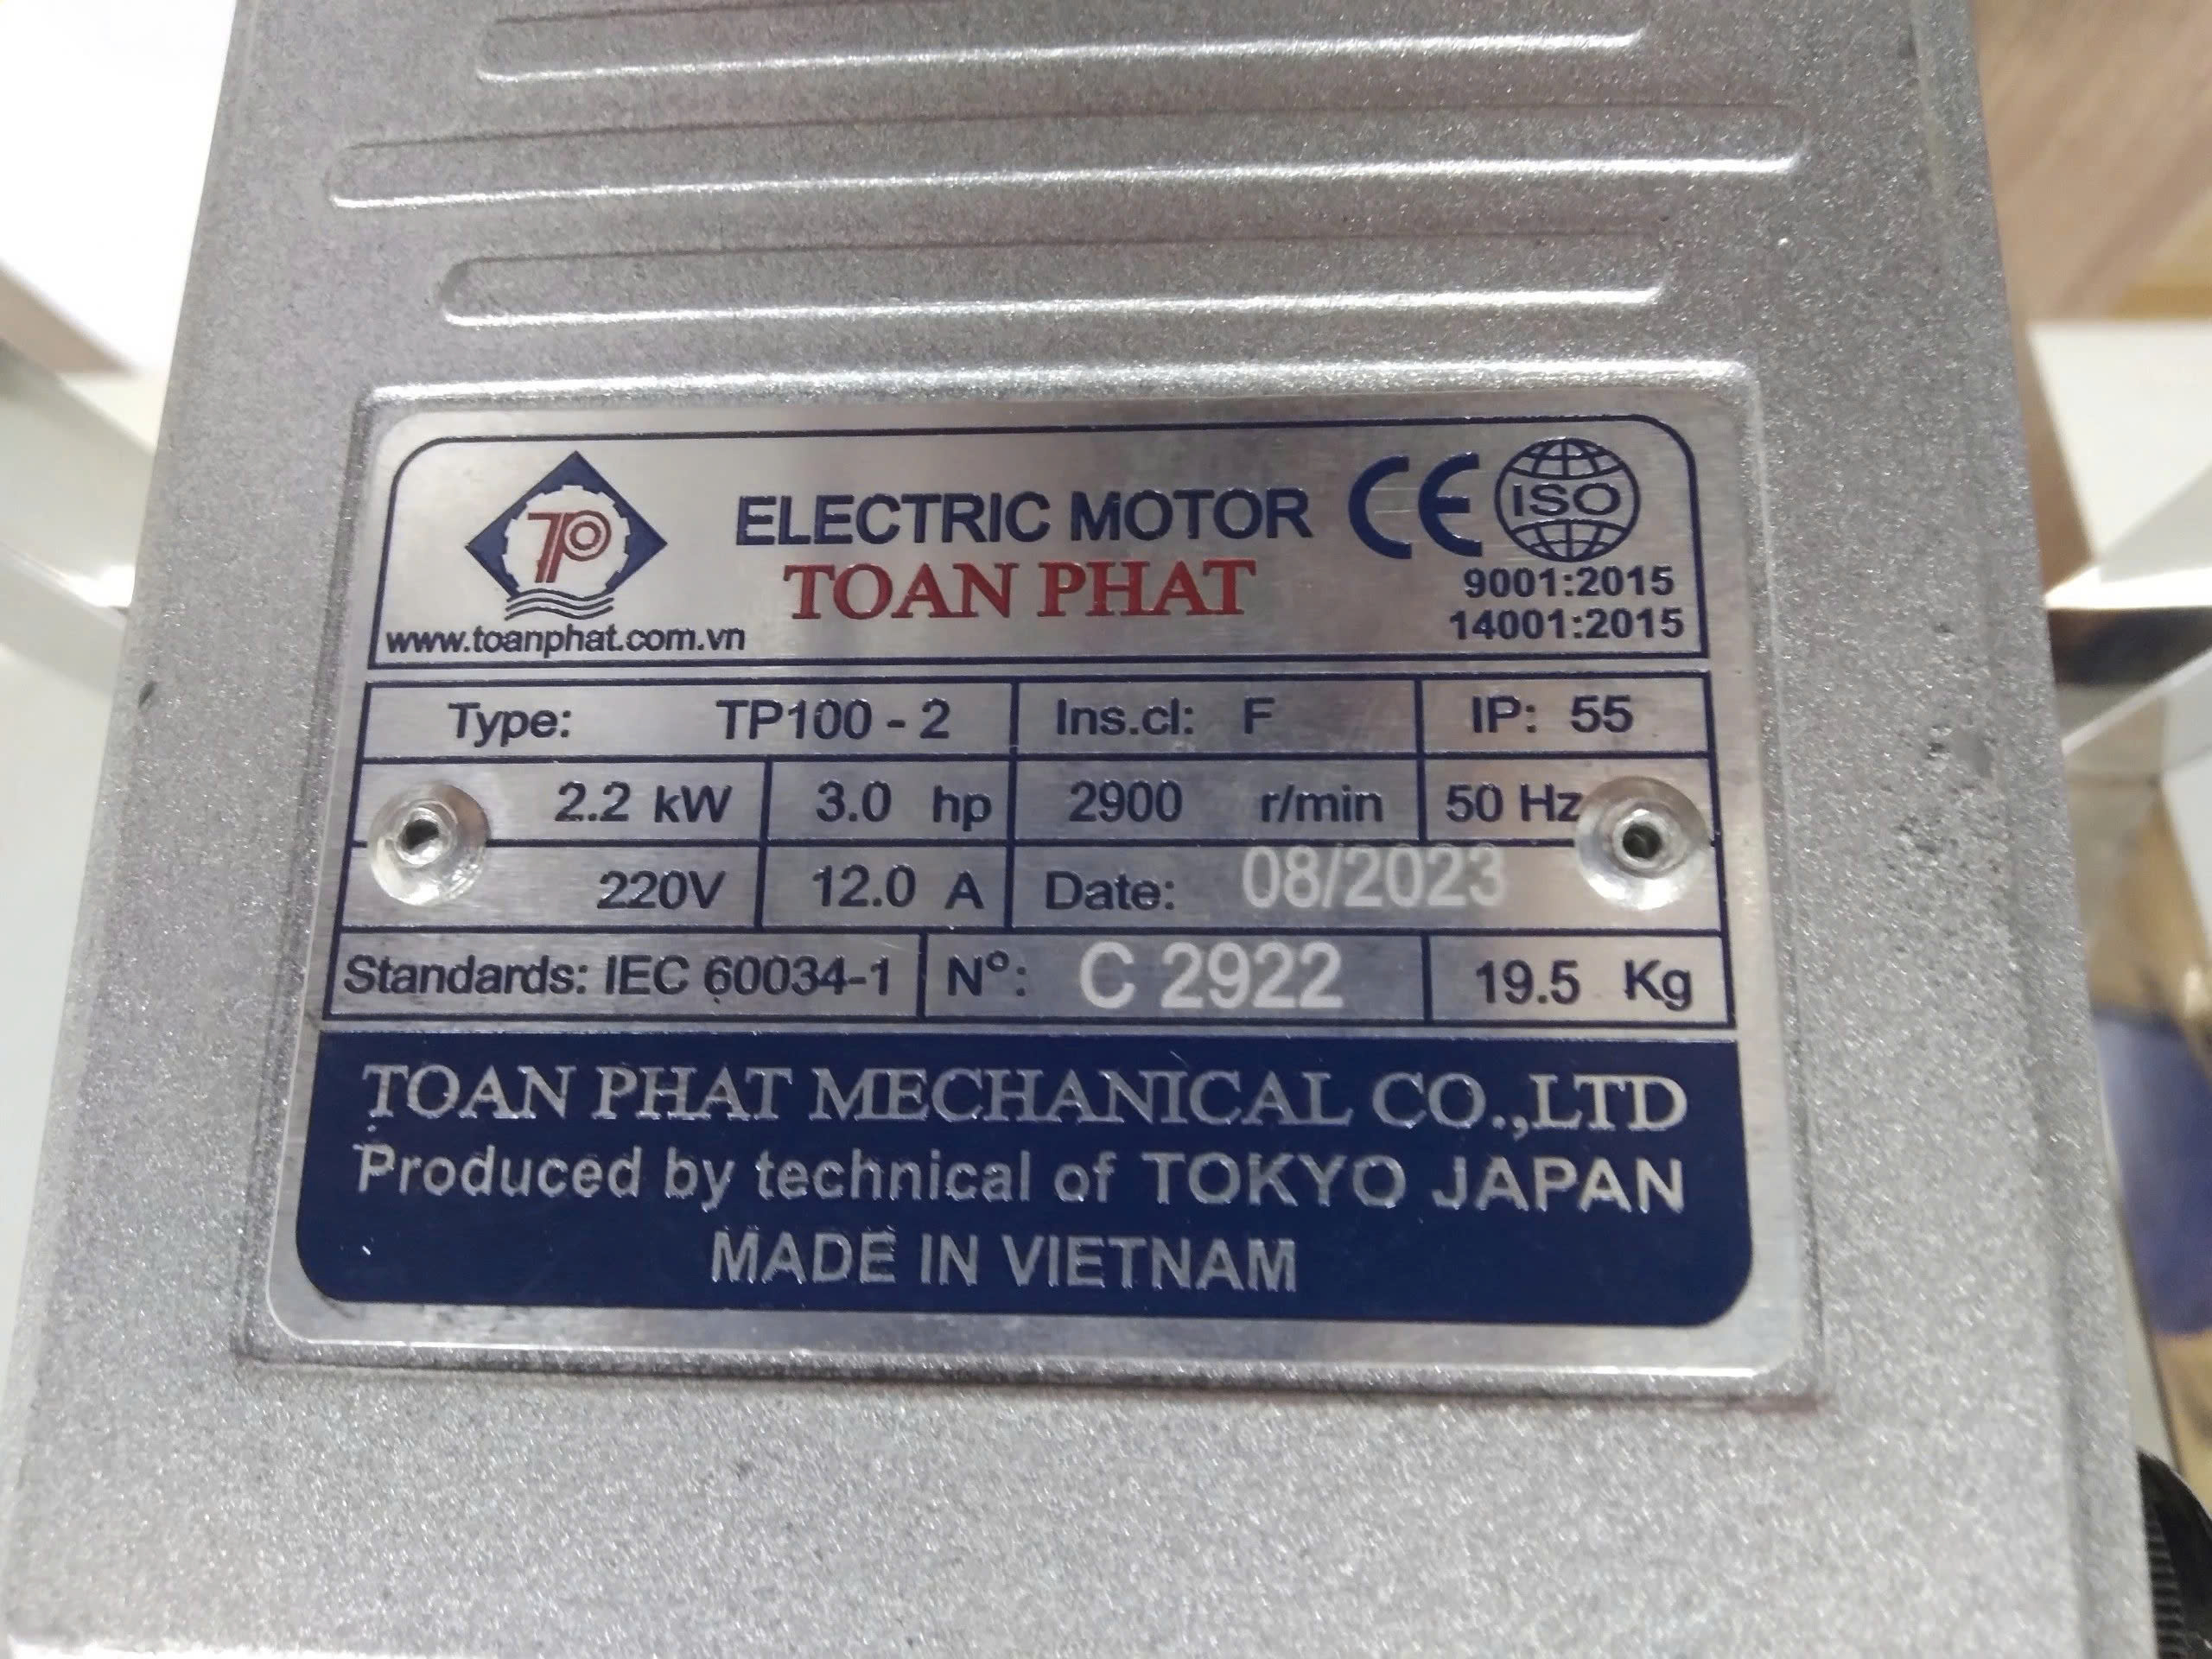 TP
ELECTRIC MOTOR
CE
ISO
TOAN PHAT
9001:2015
www.toanphat.com.vn
14001:2015
Type: TP100 - 2 Ins.cl: F IP: 55
2.2 kW 3.0 hp 2900 r/min 50 Hz
220V 12.0 A Date: 08/2023
Standards: IEC 60034-1 Nº: C 2922 19.5 Kg
TOAN PHAT MECHANICAL CO.,LTD
Produced by technical of TOKYO JAPAN
MADE IN VIETNAM